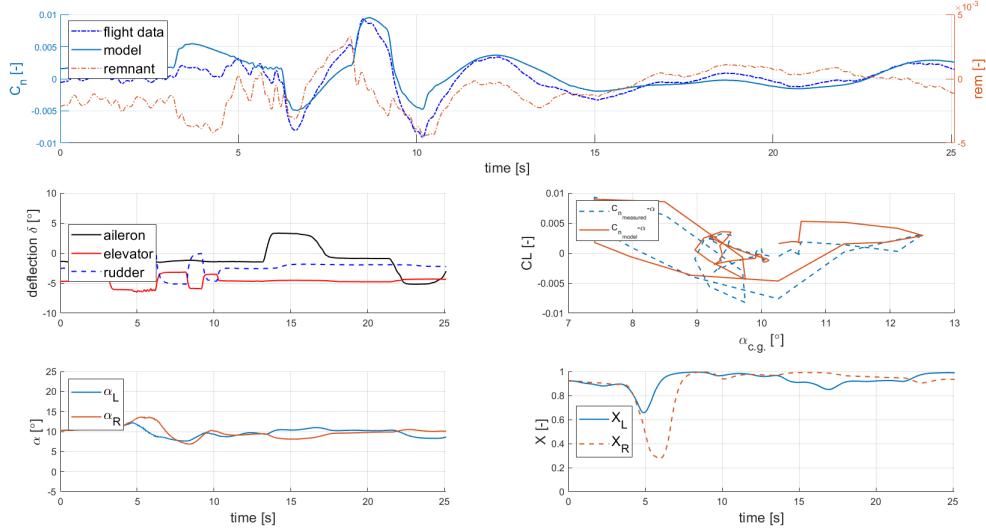 ×10⁻³
0.01
0.005
0
-0.005
-0.01
C_n [-]
flight data
model
remnant
5
0
-5
rem [-]
0
5
10
15
20
25
time [s]
10
5
0
-5
-10
deflection δ [°]
aileron
elevator
rudder
0
5
10
15
20
25
0.01
0.005
0
-0.005
-0.01
CL [-]
C_n_measured -α
C_n_model -α
7
8
9
10
11
12
13
α_c.g. [°]
25
20
15
10
5
0
-5
α [°]
α_L
α_R
0
5
10
15
20
25
time [s]
1
0.8
0.6
0.4
0.2
0
X [-]
X_L
X_R
0
5
10
15
20
25
time [s]